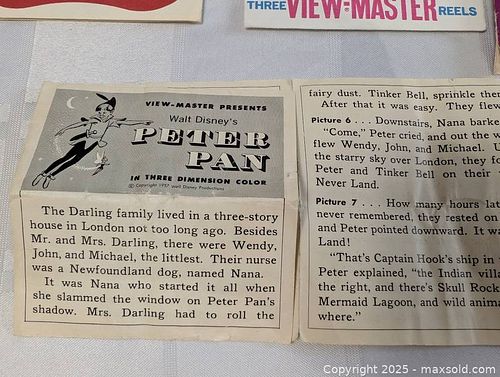 THREE VIEW-MASTER REELS
VIEW-MASTER PRESENTS
Walt Disney's
PETER
PAN
IN THREE DIMENSION COLOR
© Copyright 1957 Walt Disney Productions
The Darling family lived in a three-story
house in London not too long ago. Besides
Mr. and Mrs. Darling, there were Wendy,
John, and Michael, the littlest. Their nurse
was a Newfoundland dog, named Nana.
It was Nana who started it all when
she slammed the window on Peter Pan's
shadow. Mrs. Darling had to roll the
fairy dust. Tinker Bell, sprinkle
After that it was easy. They flew
Picture 6 . . . Downstairs, Nana
"Come," Peter cried, and out the
flew Wendy, John, and Michael.
the starry sky over London, they
Peter and Tinker Bell on their
Never Land.
Picture 7 . . . How many hours
never remembered, they rested on
and Peter pointed downward. It
Land!
"That's Captain Hook's ship in
Peter explained, "the Indian
the right, and there's Skull Rock
Mermaid Lagoon, and wild
where."
Copyright 2025 - maxsold.com